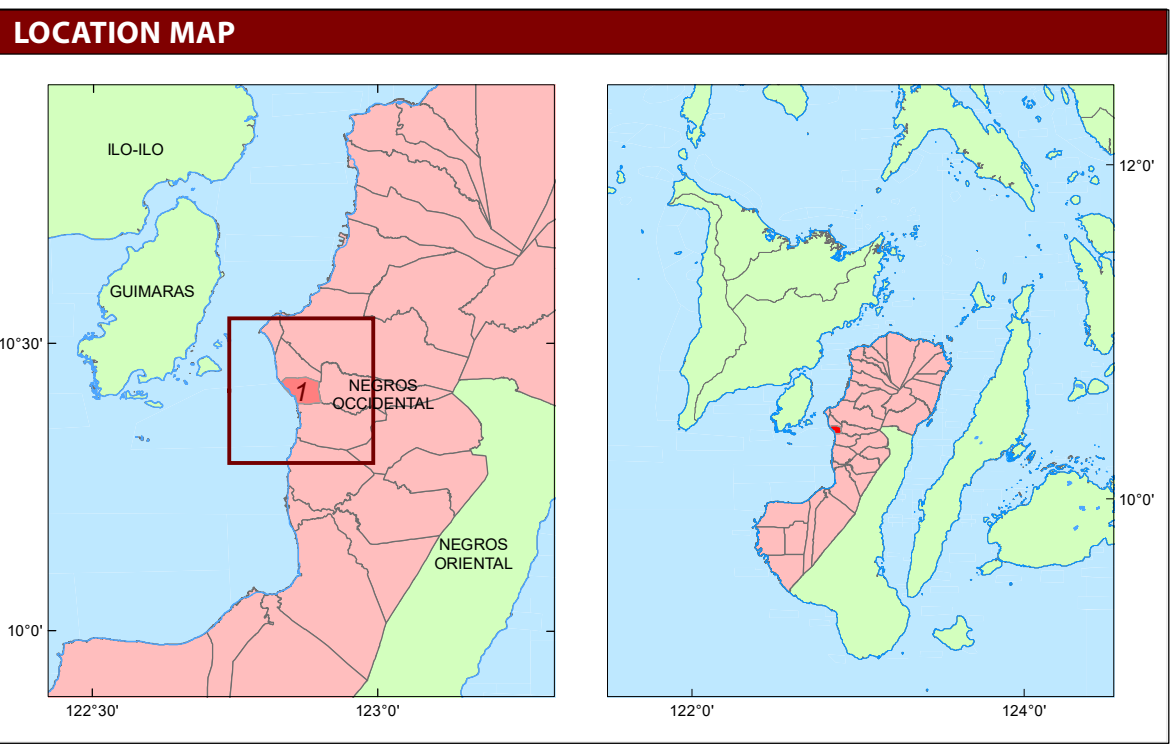 LOCATION MAP
ILO-ILO
GUIMARAS
10°30'
1
NEGROS
OCCIDENTAL
NEGROS
ORIENTAL
10°0'
122°30'
123°0'
12°0'
10°0'
122°0'
124°0'